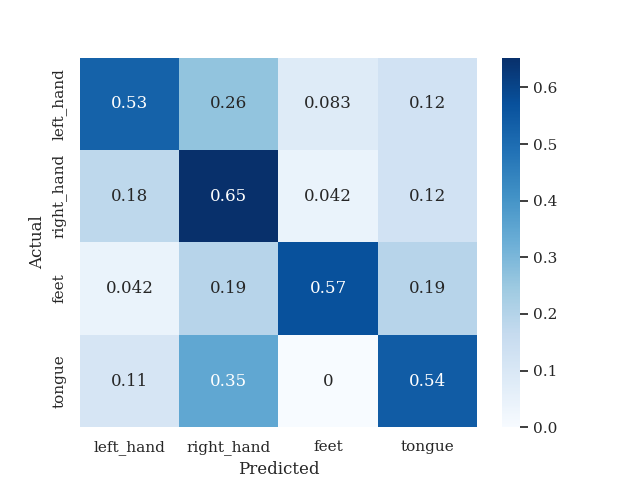 Actual
left_hand
0.53 0.26 0.083 0.12
right_hand
0.18 0.65 0.042 0.12
feet
0.042 0.19 0.57 0.19
tongue
0.11 0.35 0 0.54
left_hand right_hand feet tongue
Predicted
0.6
0.5
0.4
0.3
0.2
0.1
0.0